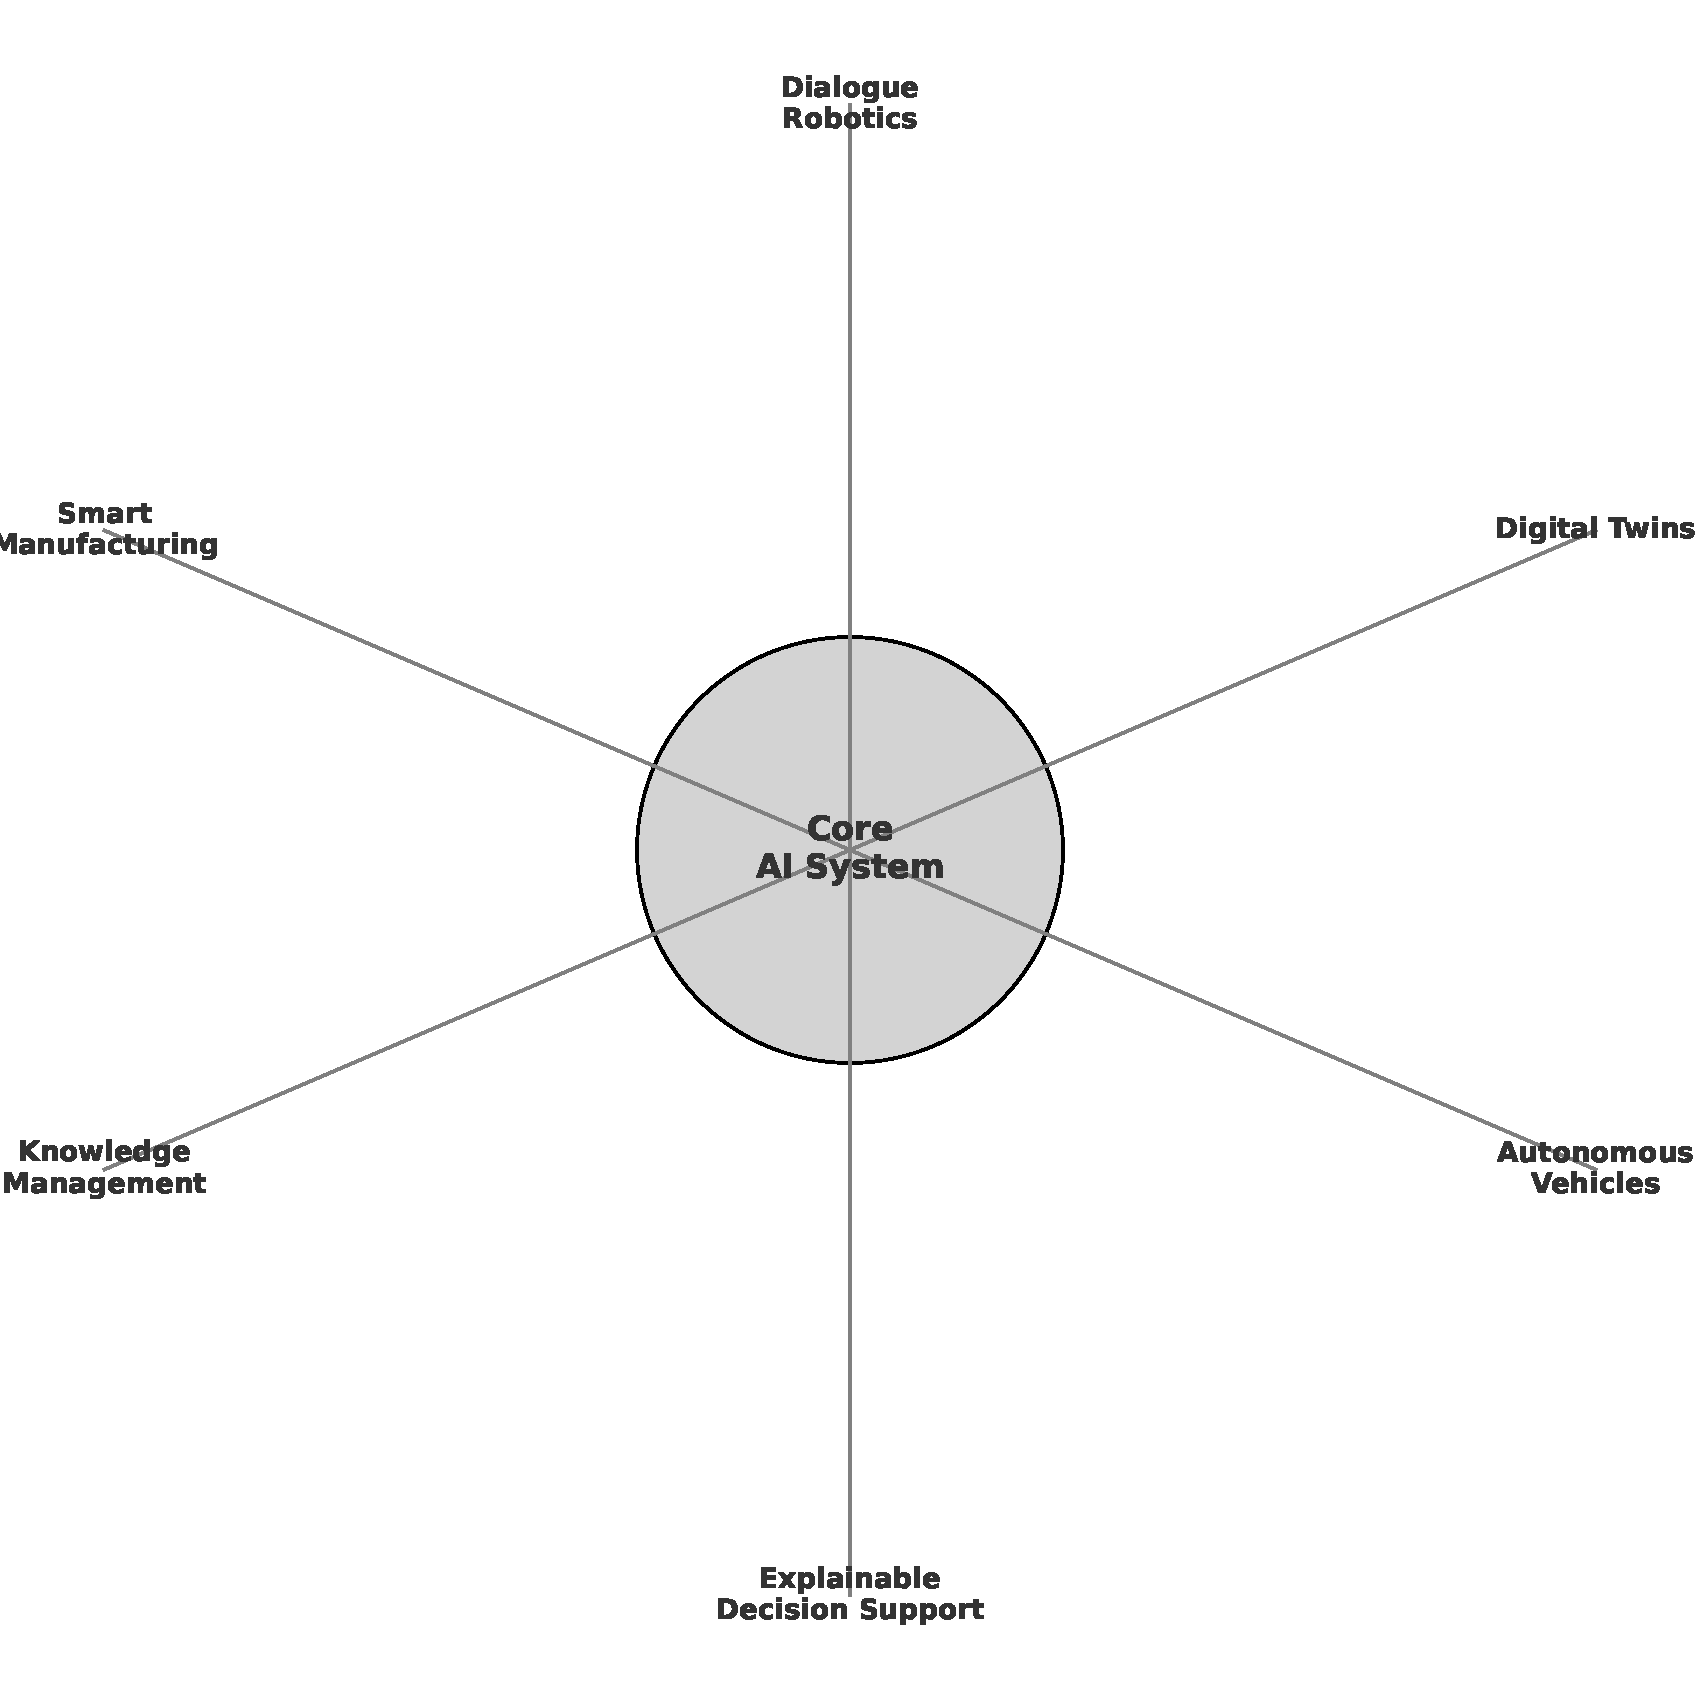 Dialogue
Robotics
Smart
Manufacturing
Digital Twins
Core
AI System
Knowledge
Management
Autonomous
Vehicles
Explainable
Decision Support